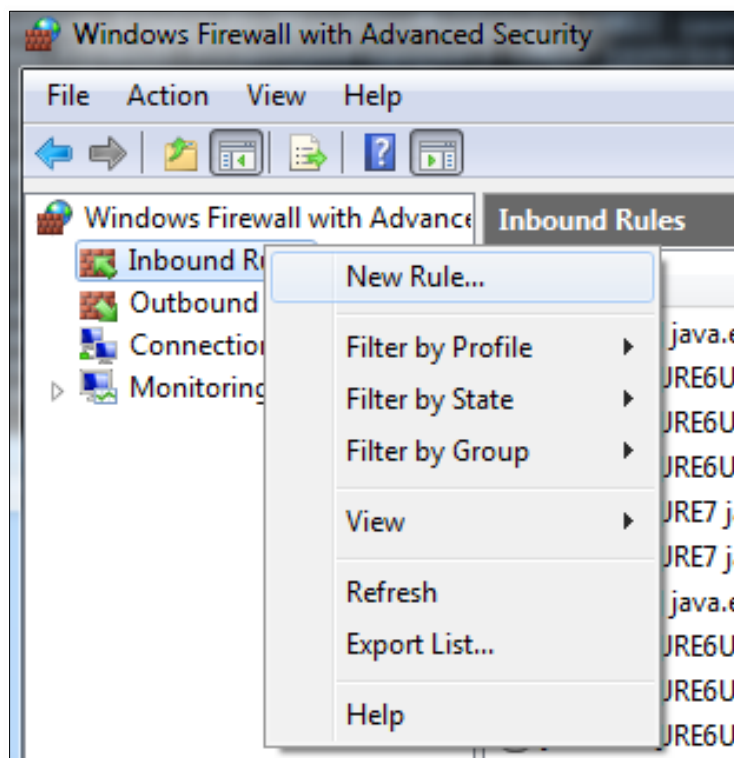 Windows Firewall with Advanced Security
File Action View Help
Windows Firewall with Advance
Inbound Rules
Inbound R
Outbound
Connection
Monitoring
New Rule...
Filter by Profile
Filter by State
Filter by Group
View
Refresh
Export List...
Help
java.e
JRE6U
JRE6U
JRE6U
JRE7 j
JRE7 j
java.e
JRE6U
JRE6U
JRE6U